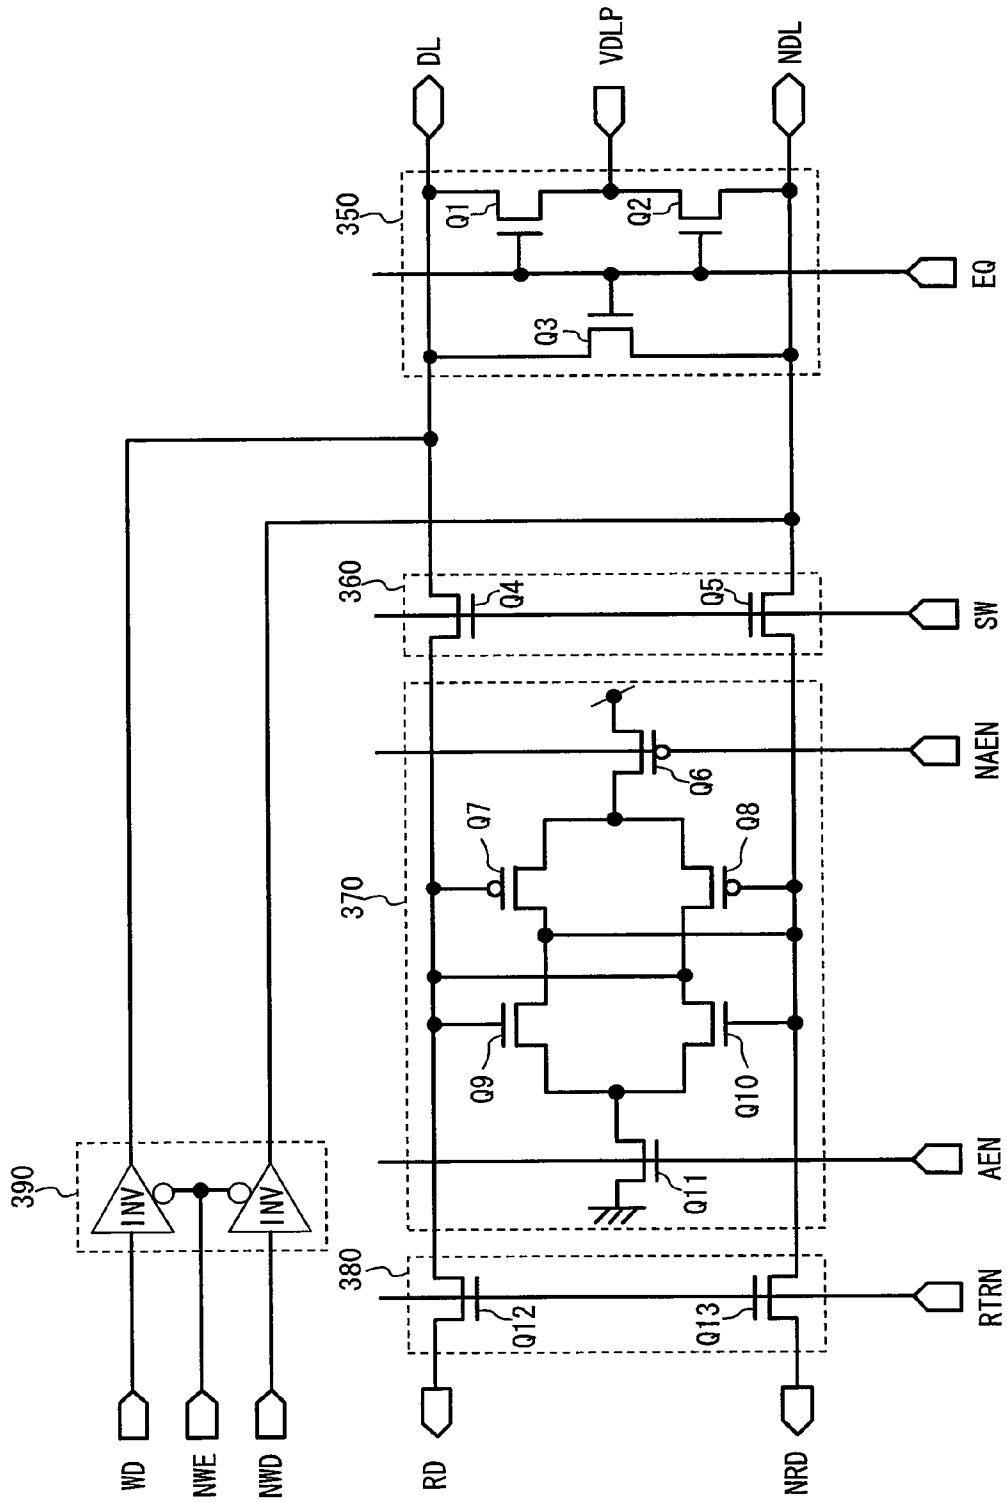 DL
VDLP
NDL
350
Q1
Q2
Q3
EQ
360
Q4
Q5
SW
370
Q6
NAEN
Q7
Q8
Q9
Q10
Q11
AEN
390
INV
INV
380
Q12
Q13
RTRN
WD
NWE
NWD
RD
NRD